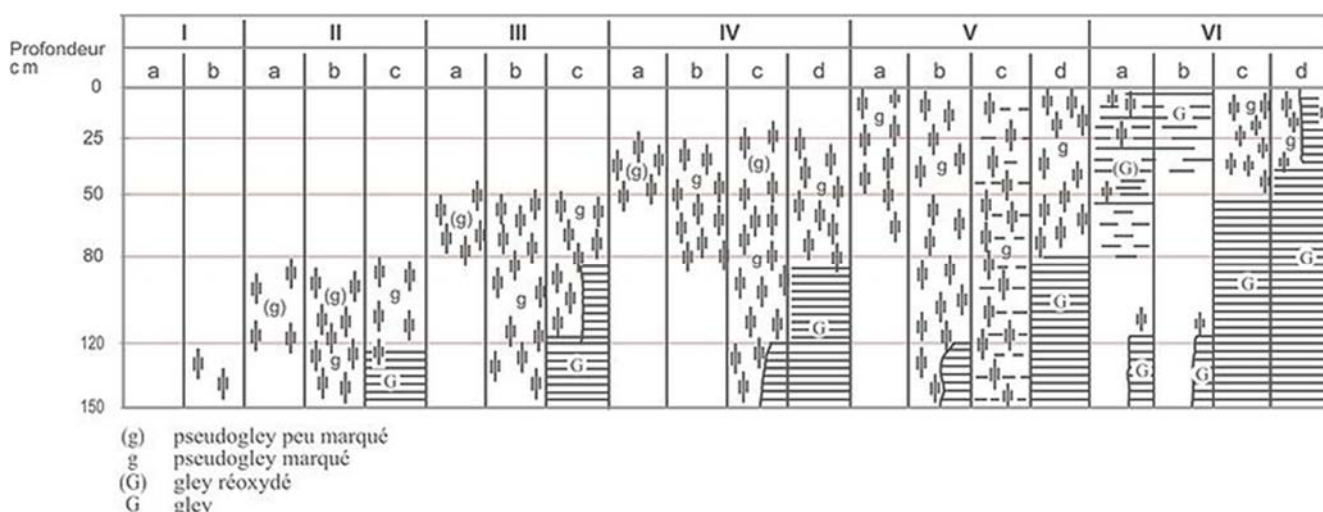 I II III IV V VI
Profondeur
cm
a b a b c a b c a b c d a b c d a b c d
0
g G g
25
(g) g (g) g g g g
(G)
50
(g) g g
g
80
(g) (g) g g G G G
120
g G G G G
150
(g) pseudogley peu marqué
g pseudogley marqué
(G) gley réoxydé
G gley